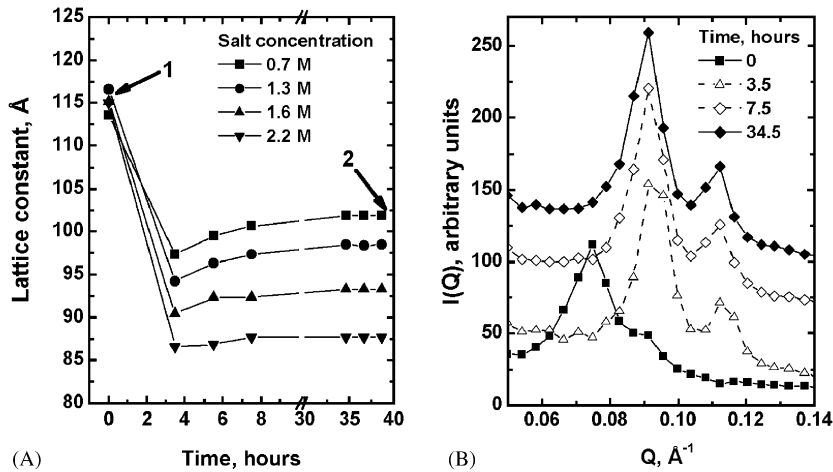 125
120
115
110
105
100
95
90
85
80
Lattice constant, Å
Salt concentration
0.7 M
1.3 M
1.6 M
2.2 M
1
2
0 2 4 6 8 30 35 40
Time, hours
(A)
250
200
150
100
50
0
I(Q), arbitrary units
Time, hours
0
3.5
7.5
34.5
0.06 0.08 0.10 0.12 0.14
Q, Å-1
(B)